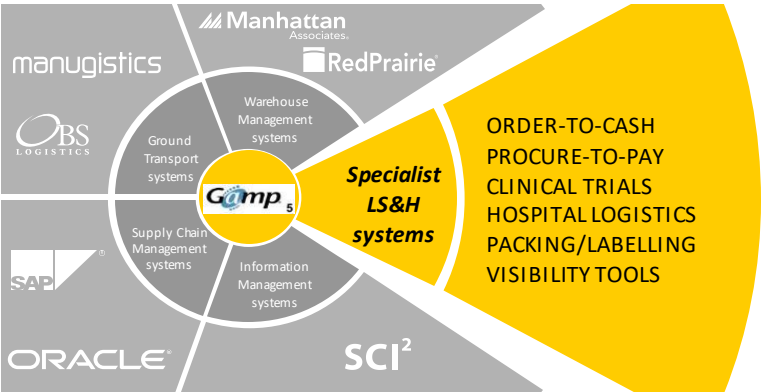 Manhattan
Associates®
RedPrairie®
manugistics
OBS
LOGISTICS
Warehouse
Management
systems
Ground
Transport
systems
Gamp 5
Specialist
LS&H
systems
ORDER-TO-CASH
PROCURE-TO-PAY
CLINICAL TRIALS
HOSPITAL LOGISTICS
PACKING/LABELLING
VISIBILITY TOOLS
Supply Chain
Management
systems
Information
Management
systems
SAP®
ORACLE®
SCI²